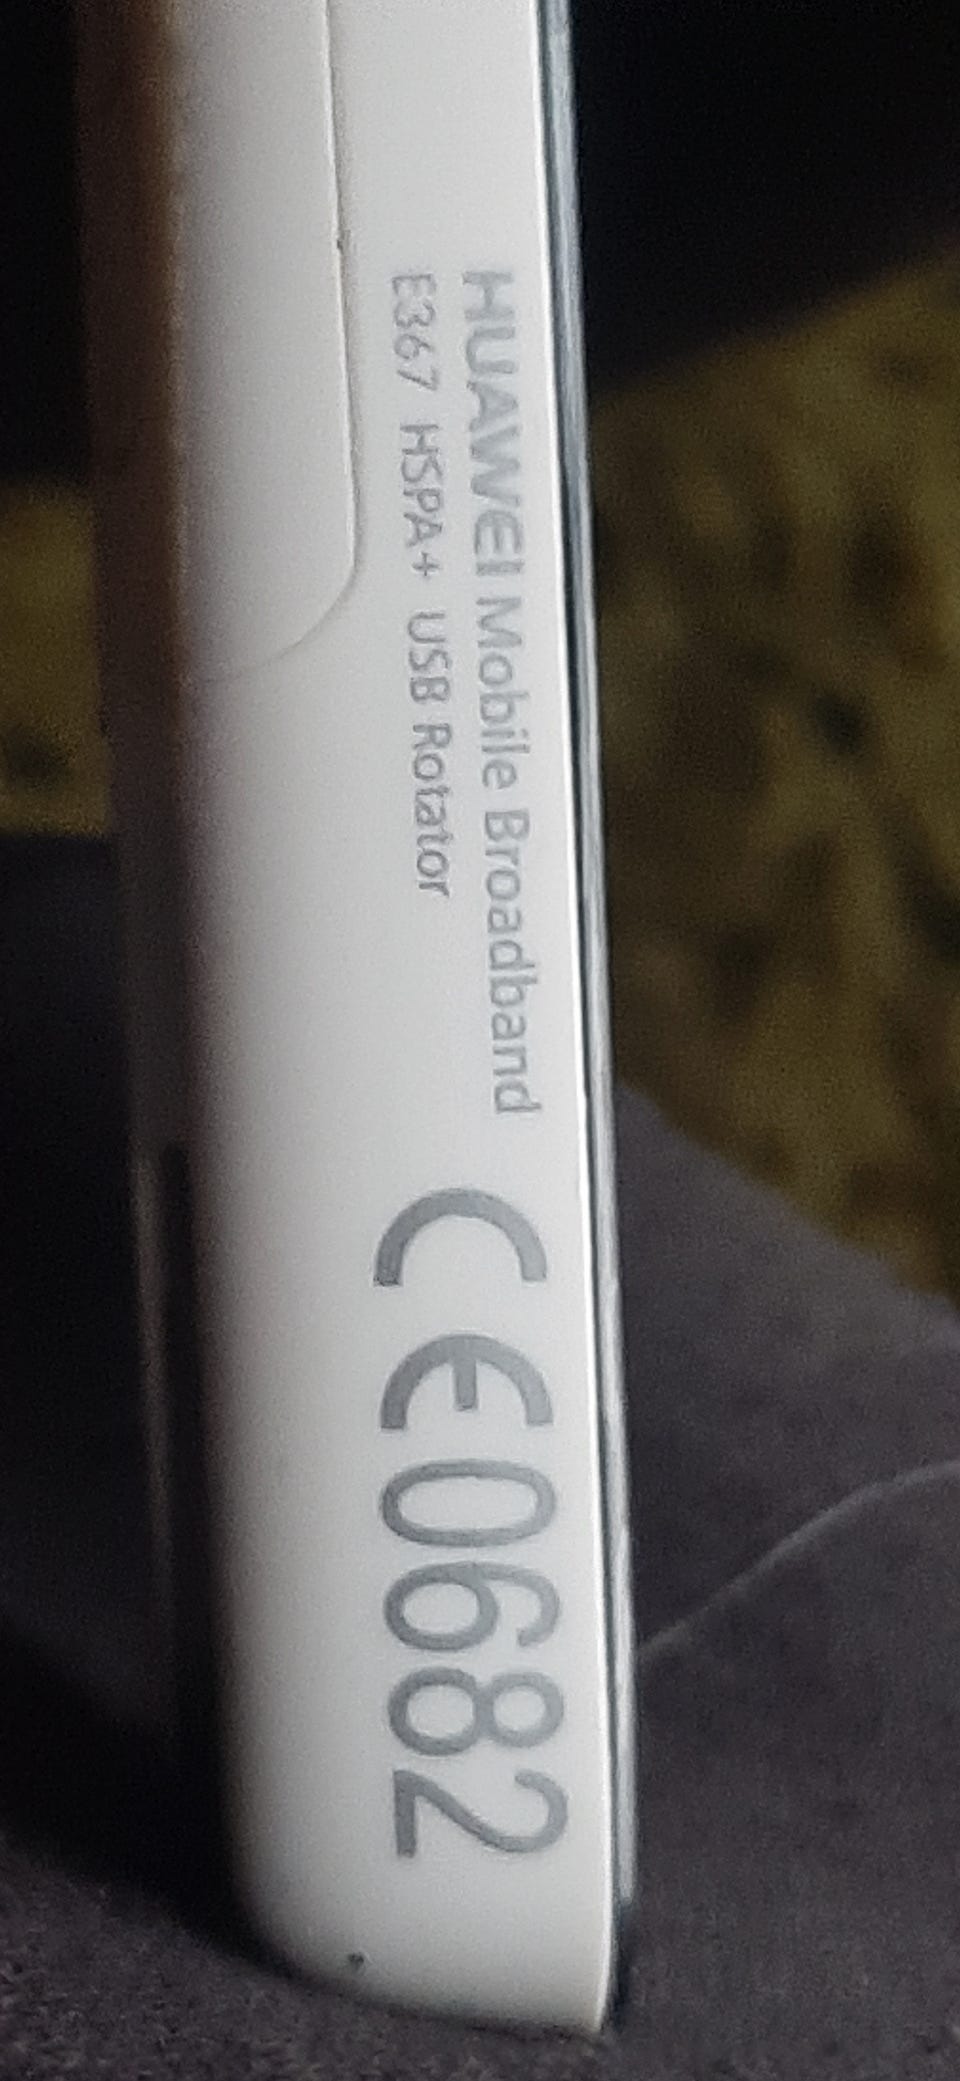 HUAWEI Mobile Broadband
E367 HSPA+ USB Rotator
CE0682